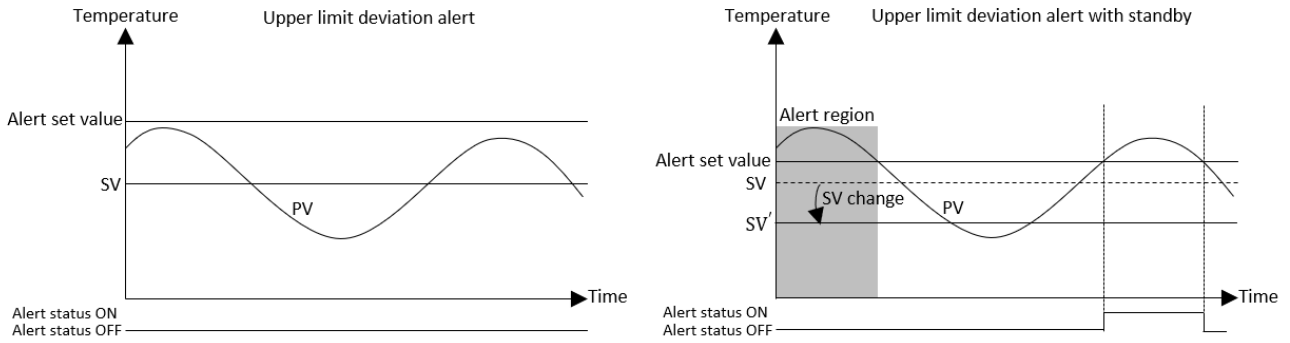 Temperature
Upper limit deviation alert
Alert set value
SV
PV
Time
Alert status ON
Alert status OFF
Temperature
Upper limit deviation alert with standby
Alert region
Alert set value
SV
SV change
PV
SV′
Time
Alert status ON
Alert status OFF